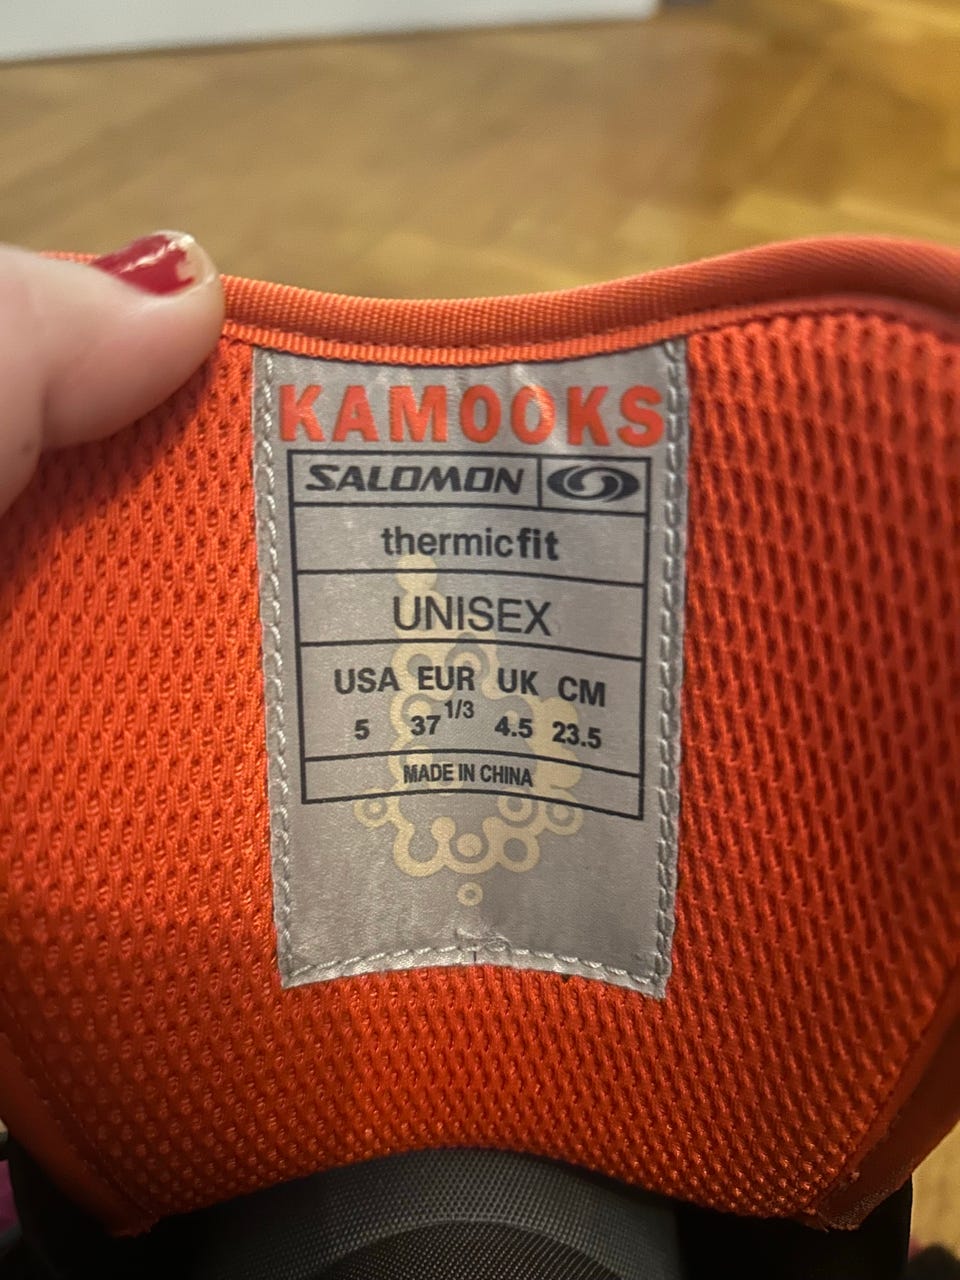 KAMOOKS
SALOMON
thermicfit
UNISEX
USA EUR UK CM
5 37 1/3 4.5 23.5
MADE IN CHINA